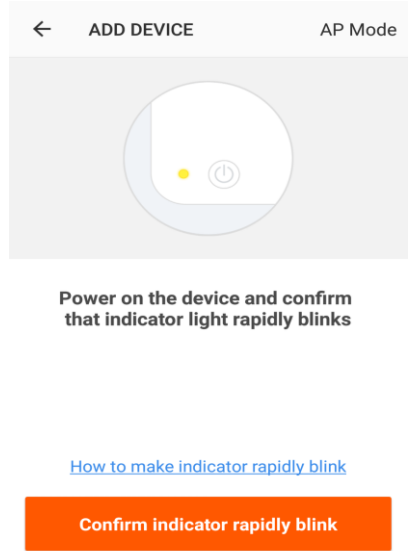 ADD DEVICE AP Mode
Power on the device and confirm
that indicator light rapidly blinks
How to make indicator rapidly blink
Confirm indicator rapidly blink